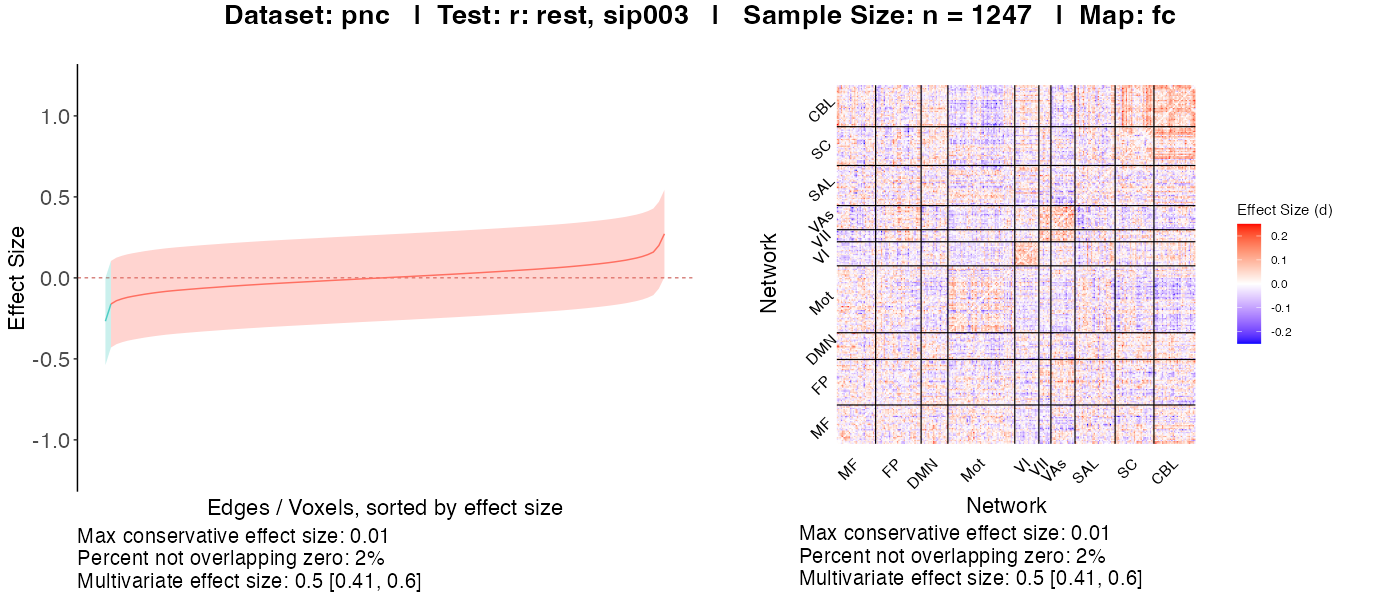 Dataset: pnc | Test: r: rest, sip003 | Sample Size: n = 1247 | Map: fc
Effect Size
1.0
0.5
0.0
-0.5
-1.0
Edges / Voxels, sorted by effect size
Max conservative effect size: 0.01
Percent not overlapping zero: 2%
Multivariate effect size: 0.5 [0.41, 0.6]
Network
CBL
SC
SAL
VAs
VII
VI
Mot
DMN
FP
MF
MF
FP
DMN
Mot
VI
VII
VAs
SAL
SC
CBL
Network
Max conservative effect size: 0.01
Percent not overlapping zero: 2%
Multivariate effect size: 0.5 [0.41, 0.6]
Effect Size (d)
0.2
0.1
0.0
-0.1
-0.2